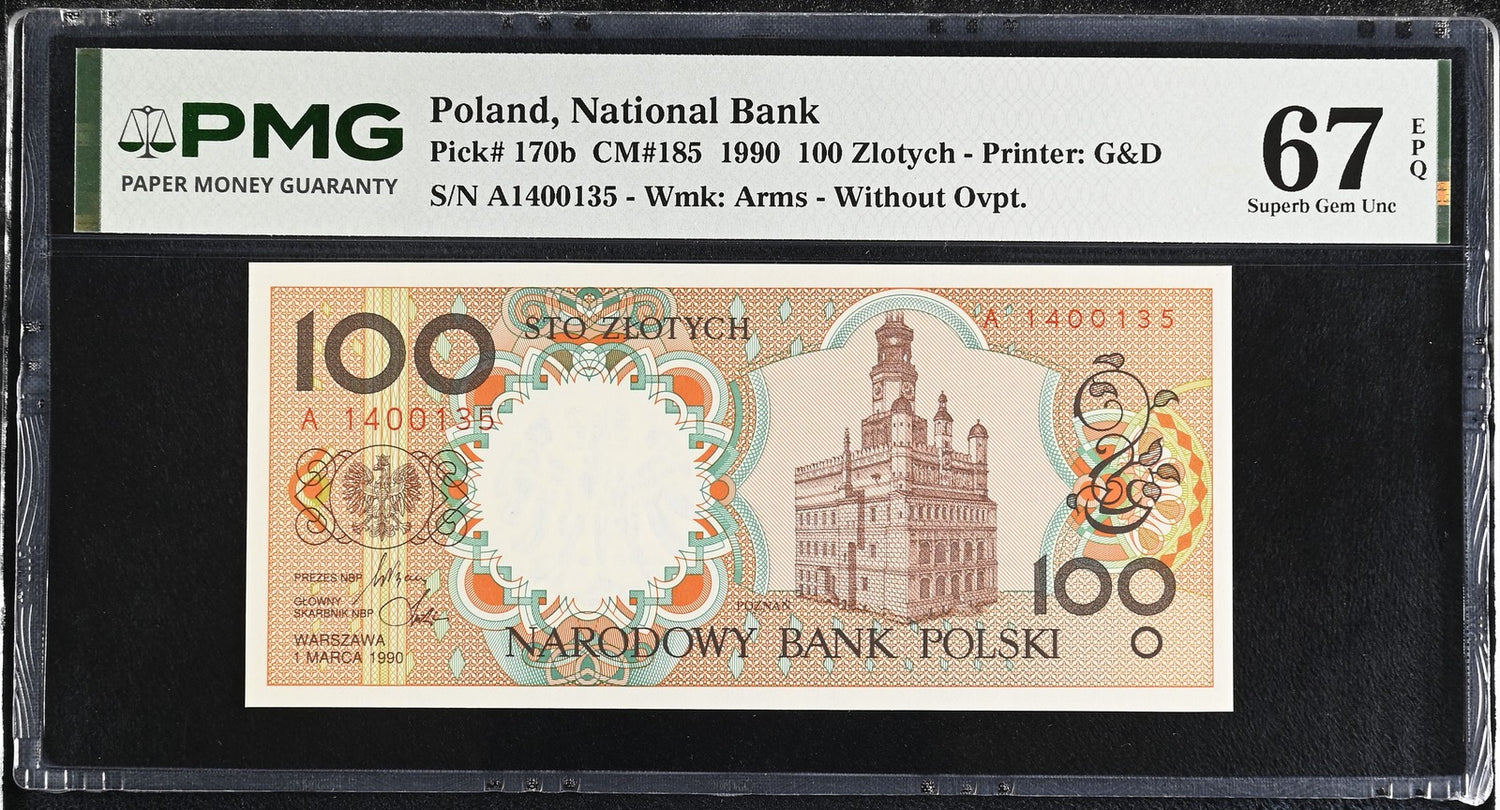 PMG
PAPER MONEY GUARANTY
Poland, National Bank
Pick# 170b CM#185 1990 100 Zlotych - Printer: G&D
S/N A1400135 - Wmk: Arms - Without Ovpt.
67
EPQ
Superb Gem Unc
100
STO ZŁOTYCH
A 1400135
A 1400135
PREZES NBP
GŁÓWNY
SKARBNIK NBP
WARSZAWA
1 MARCA 1990
POZNAŃ
100
NARODOWY BANK POLSKI